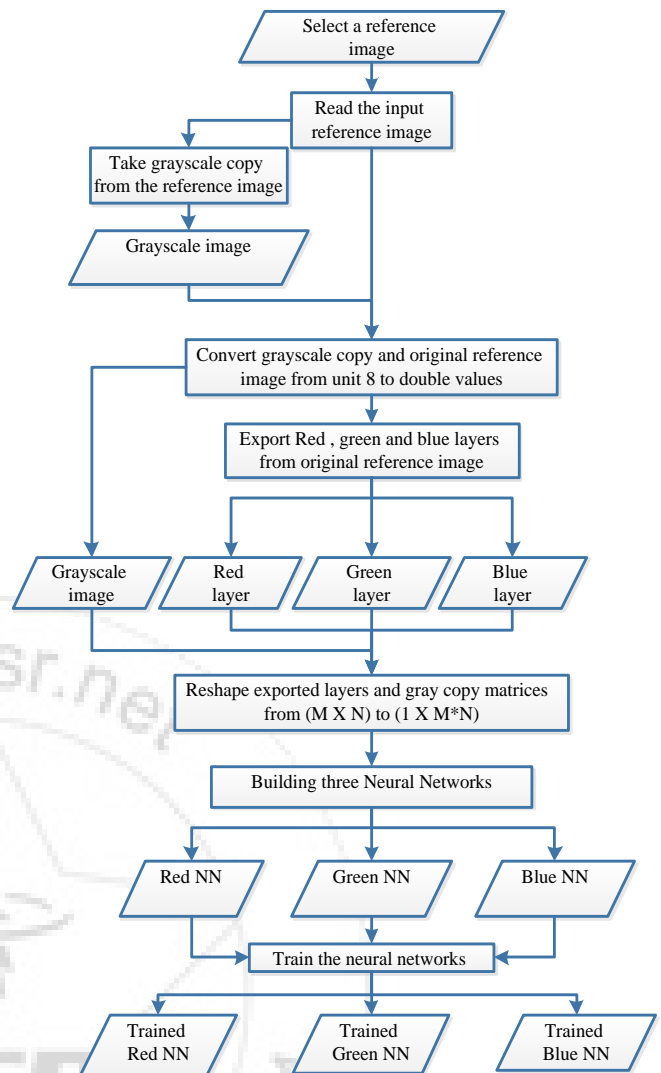 Select a reference
image
Read the input
reference image
Take grayscale copy
from the reference image
Grayscale image
Convert grayscale copy and original reference
image from unit 8 to double values
Export Red , green and blue layers
from original reference image
Grayscale
image
Red
layer
Green
layer
Blue
layer
Reshape exported layers and gray copy matrices
from (M X N) to (1 X M*N)
Building three Neural Networks
Red NN
Green NN
Blue NN
Train the neural networks
Trained
Red NN
Trained
Green NN
Trained
Blue NN